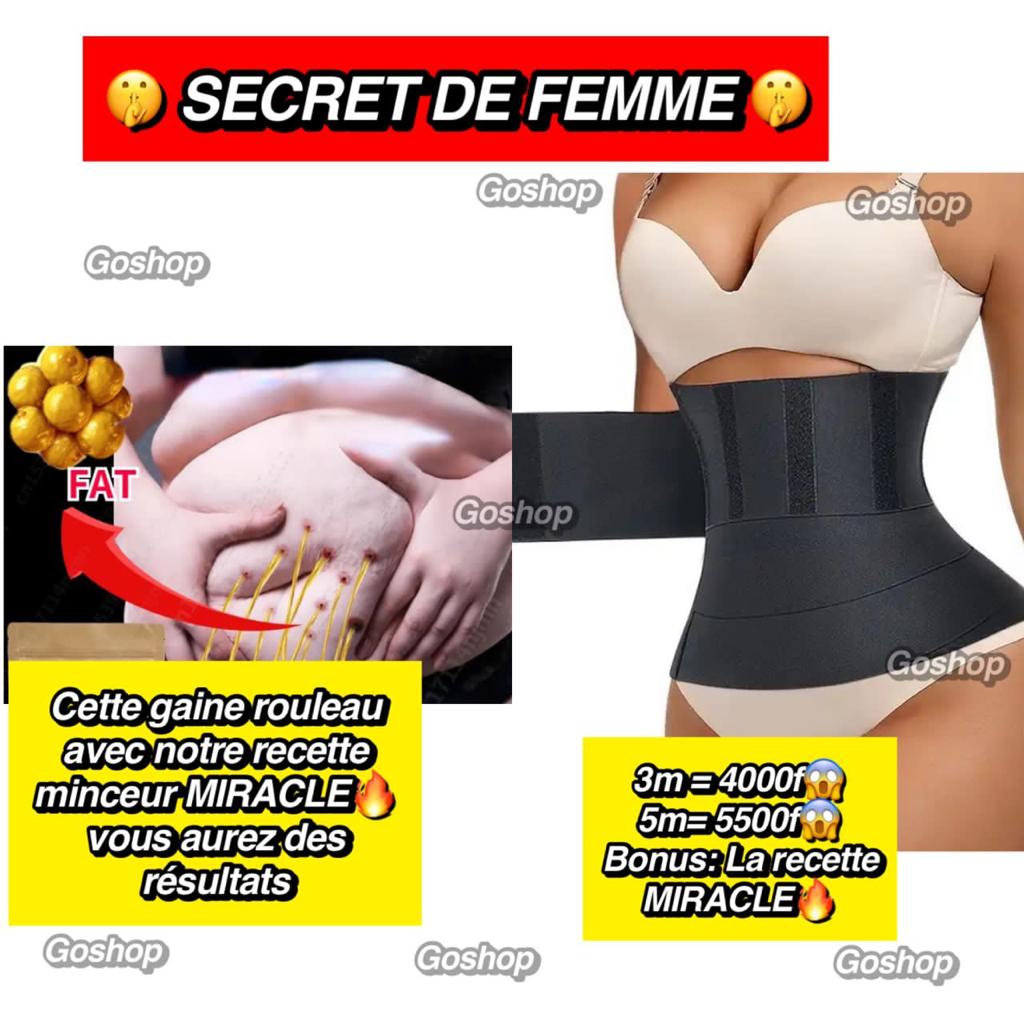 🤫 SECRET DE FEMME 🤫
Goshop
Goshop
Goshop
FAT
Goshop
Goshop
Cette gaine rouleau
avec notre recette
minceur MIRACLE🔥
vous aurez des
résultats
3m = 4000f😱
5m= 5500f😱
Bonus: La recette
MIRACLE🔥
Goshop
Goshop
Goshop